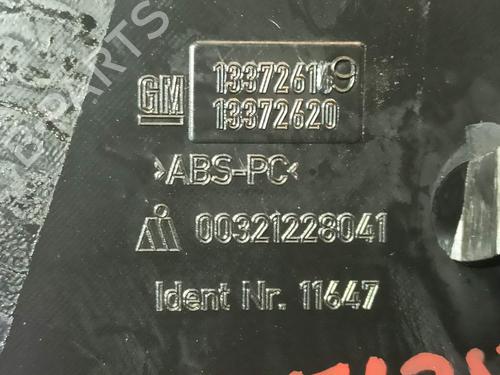 GM
13372619
13372620
>ABS-PC<
00321228041
Ident Nr. 11647